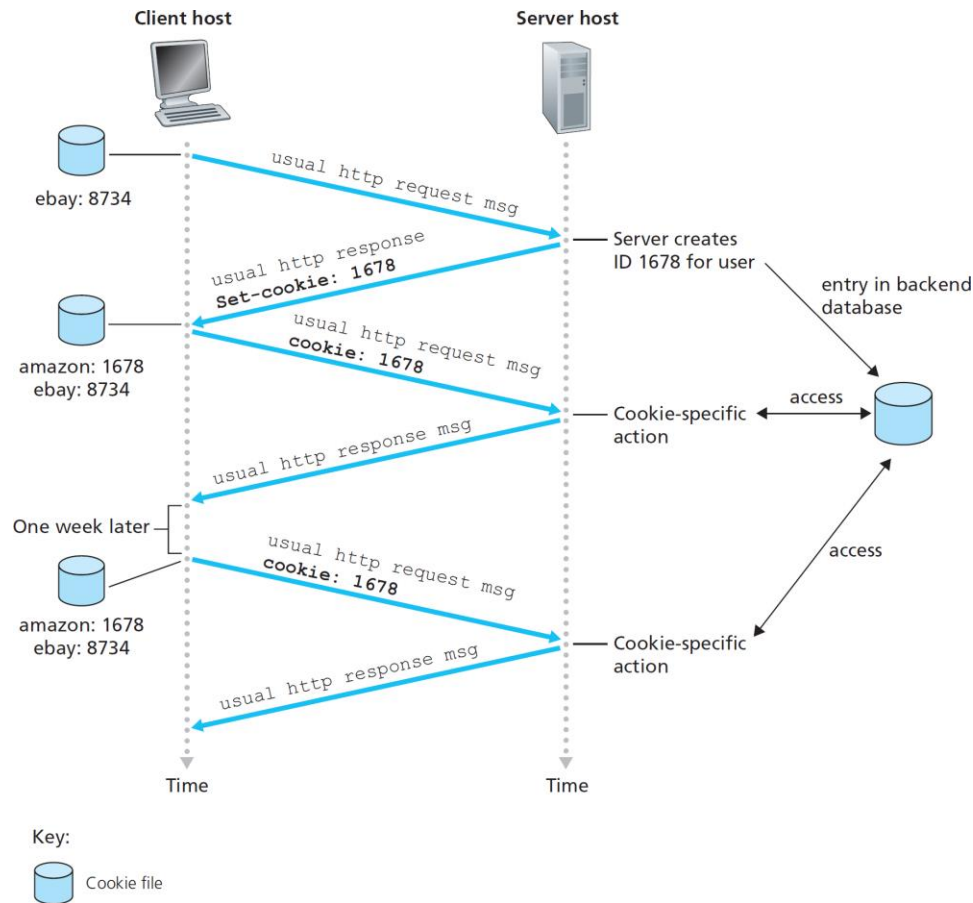 Client host
Server host
usual http request msg
ebay: 8734
Server creates
ID 1678 for user
usual http response
Set-cookie: 1678
entry in backend
database
usual http request msg
cookie: 1678
amazon: 1678
ebay: 8734
access
Cookie-specific
action
usual http response msg
One week later
access
usual http request msg
cookie: 1678
amazon: 1678
ebay: 8734
Cookie-specific
action
usual http response msg
Time
Time
Key:
Cookie file